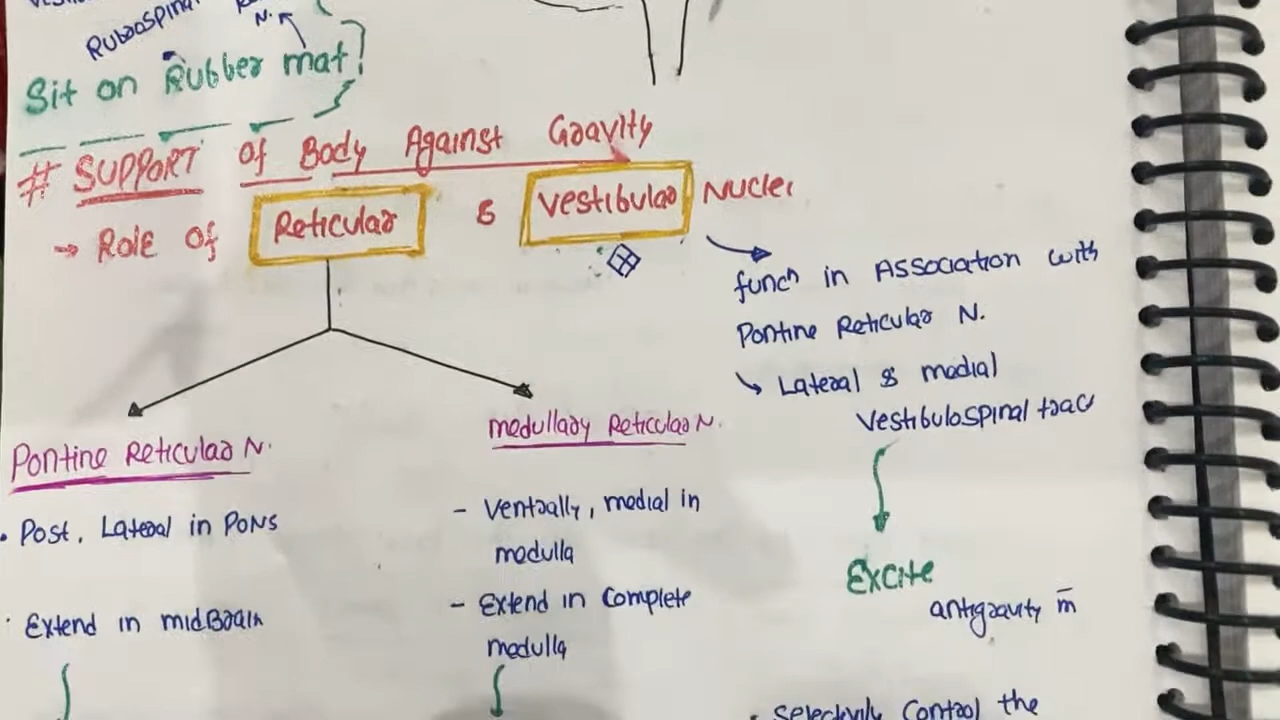 Rubrospinal
N.
Sit on Rubber mat!
# SUPPORT of Body Against Gravity
→ Role of Reticular & Vestibular Nuclei
funcn in Association with
Pontine Reticular N.
↳ Lateral & medial
Vestibulospinal tract
Excite
antigravity m̄
• Selectively Control the
Pontine Reticular N.
• Post, Lateral in PONS
• Extend in midBrain
medullary Reticular N.
- Ventrally, medial in
medulla
- Extend in Complete
medulla